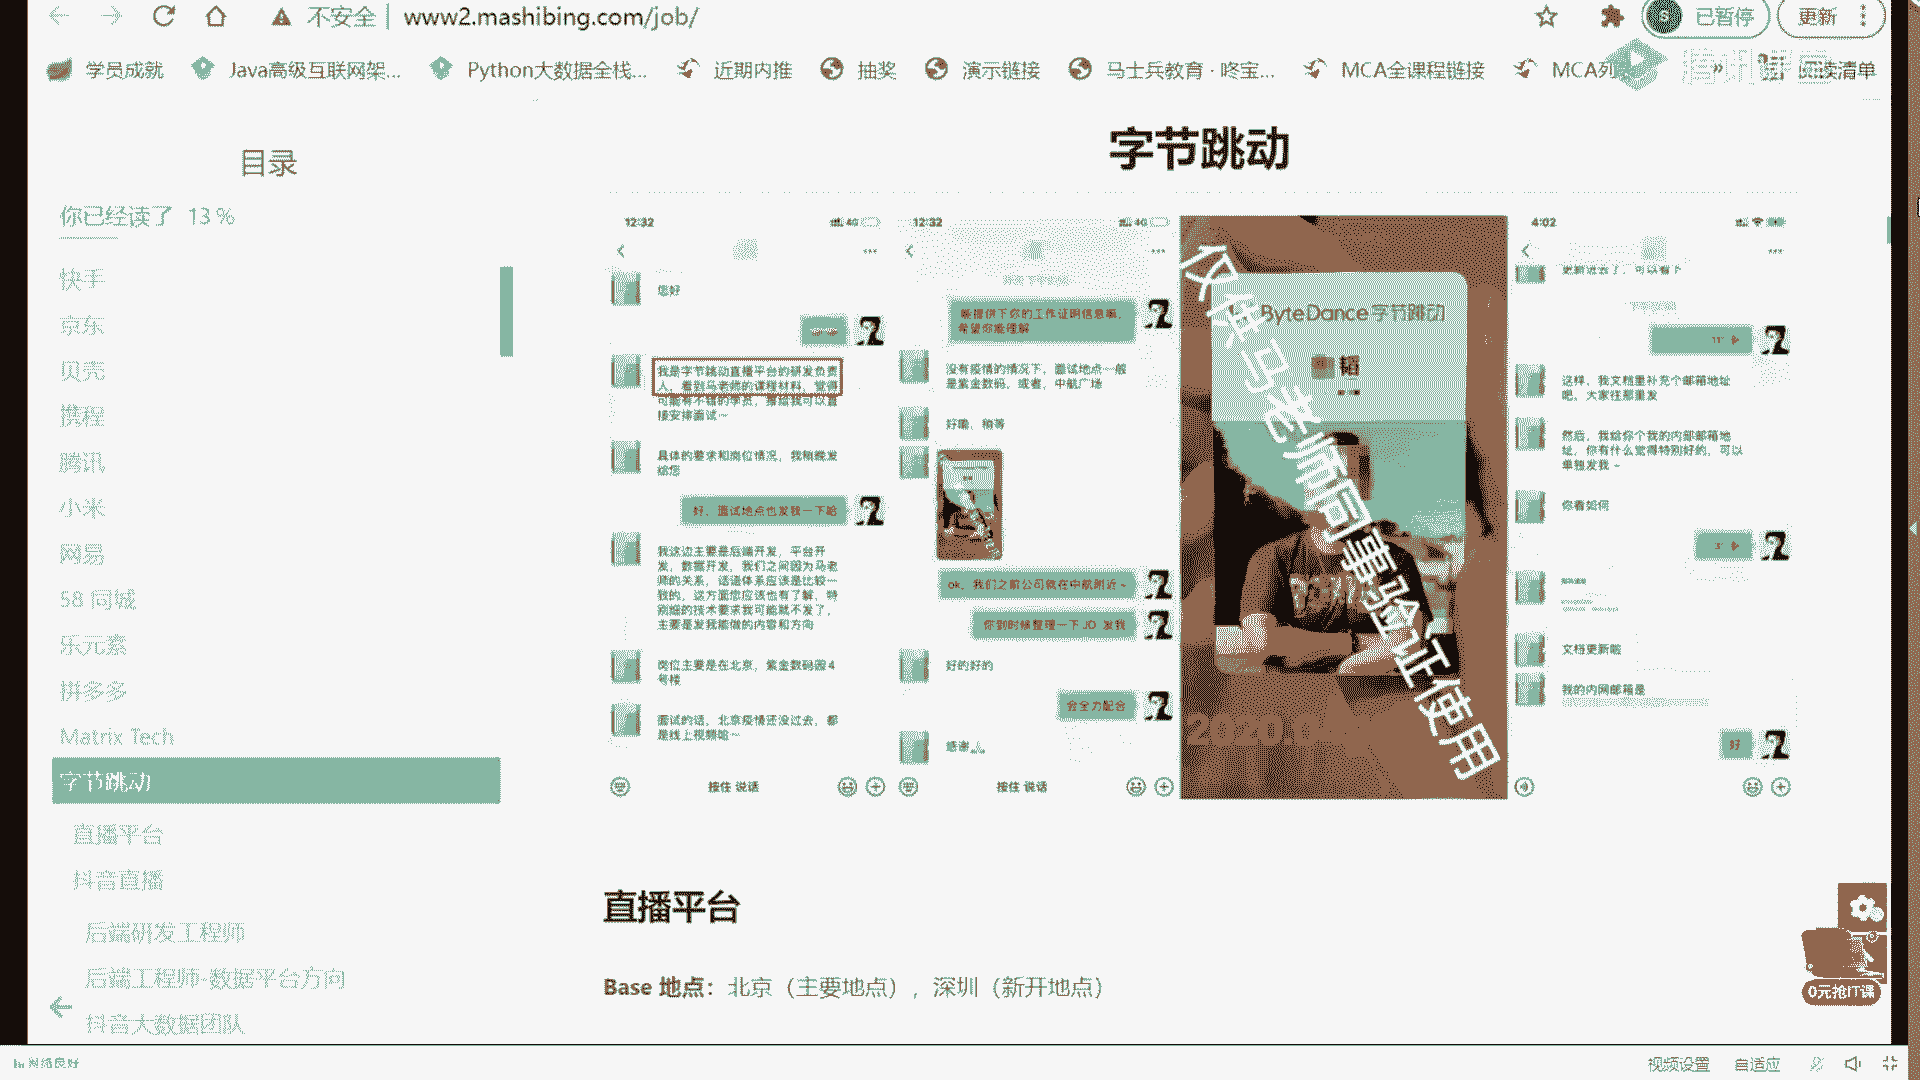 不安全 www2.mashibing.com/job/
已暂停
更新
学员成就
Java高级互联网架...
Python大数据全栈...
近期内推
抽奖
演示链接
马士兵教育 · 咚宝...
MCA全课程链接
MCA列
»
阅读清单
目录
你已经读了 13 %
快手
京东
贝壳
携程
腾讯
小米
网易
58 同城
乐元素
拼多多
Matrix Tech
字节跳动
直播平台
抖音直播
后端研发工程师
后端工程师-数据平台方向
抖音大数据团队
字节跳动
12:32
4G
您好
我是字节跳动直播平台的研发负责
人，看到马老师的课程材料，觉得
可能有不错的学员，推给我可以直
接安排面试~
具体的要求和岗位情况，我稍晚发
给您
好，面试地点也发我一下哈
我这边主要是后端开发，平台开
发，数据开发，我们之间因为马老
师的关系，话语体系应该是比较一
致的，这方面您应该也有了解，特
别细的技术要求我可能就不发了，
主要是发我能做的内容和方向
岗位主要是在北京，紫金数码园4
号楼
面试的话，北京疫情还没过去，都
是线上视频哈~
按住 说话
12:32
4G
唉提供下你的工作证明信息嘛，
希望你能理解
没有疫情的情况下，面试地点一般
是紫金数码，或者，中航广场
好嘞，稍等
ok，我们之前公司就在中航附近~
你到时候整理一下 JD 发我
好的好的
会全力配合
感谢
按住 说话
ByteDance 字节跳动
韬
仅供马老师同事验证使用
2020
4:02
更新进去了，可以看下
11"
这样，我文档里补充个邮箱地址
吧，大家往那里发
然后，我给你个我的内部邮箱地
址，你有什么觉得特别好的，可以
单独发我~
你看如何
3"
文档更新啦
我的内网邮箱是
好
直播平台
Base 地点：北京（主要地点），深圳（新开地点）
0元抢IT课
网络良好
视频设置
自适应